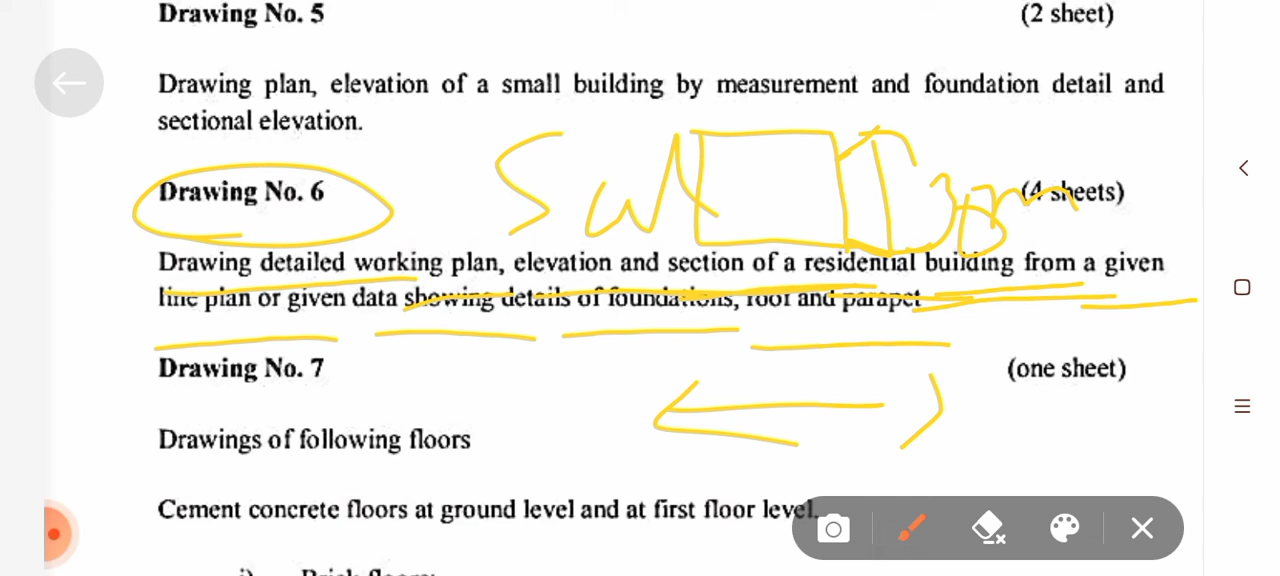 Drawing No. 5 (2 sheet)
Drawing plan, elevation of a small building by measurement and foundation detail and
sectional elevation.
Drawing No. 6 (4 sheets)
Drawing detailed working plan, elevation and section of a residential building from a given
line plan or given data showing details of foundations, roof and parapet
Drawing No. 7 (one sheet)
Drawings of following floors
Cement concrete floors at ground level and at first floor level.
i) Brick floors: